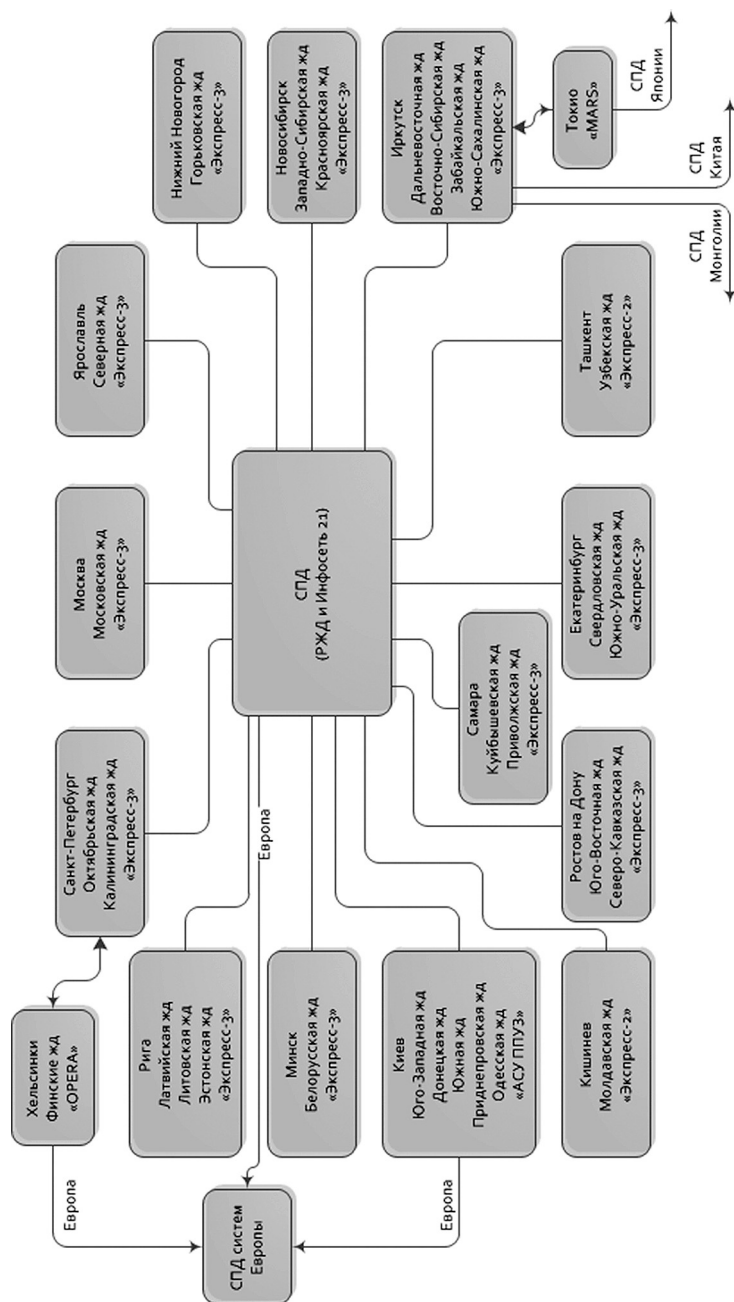 Хельсинки
Финские жд
«OPERA»
Санкт-Петербург
Октябрьская жд
Калининградская жд
«Экспресс-3»
Москва
Московская жд
«Экспресс-3»
Ярославль
Северная жд
«Экспресс-3»
Нижний Новогород
Горьковская жд
«Экспресс-3»
Новосибирск
Западно-Сибирская жд
Красноярская жд
«Экспресс-3»
Иркутск
Дальневосточная жд
Восточно-Сибирская жд
Забайкальская жд
Южно-Сахалинская жд
«Экспресс-3»
Токио
«MARS»
СПД
Японии
СПД
Китая
СПД
Монголии
Европа
СПД систем
Европы
Европа
Европа
Рига
Латвийская жд
Литовская жд
Эстонская жд
«Экспресс-3»
Минск
Белорусская жд
«Экспресс-3»
Киев
Юго-Западная жд
Донецкая жд
Южная жд
Приднепровская жд
Одесская жд
«АСУ ППУЗ»
Кишинев
Молдавская жд
«Экспресс-2»
СПД
(РЖД и Инфосеть 21)
Самара
Куйбышевская жд
Приволжская жд
«Экспресс-3»
Ростов на Дону
Юго-Восточная жд
Северо-Кавказская жд
«Экспресс-3»
Екатеринбург
Свердловская жд
Южно-Уральская жд
«Экспресс-3»
Ташкент
Узбекская жд
«Экспресс-2»